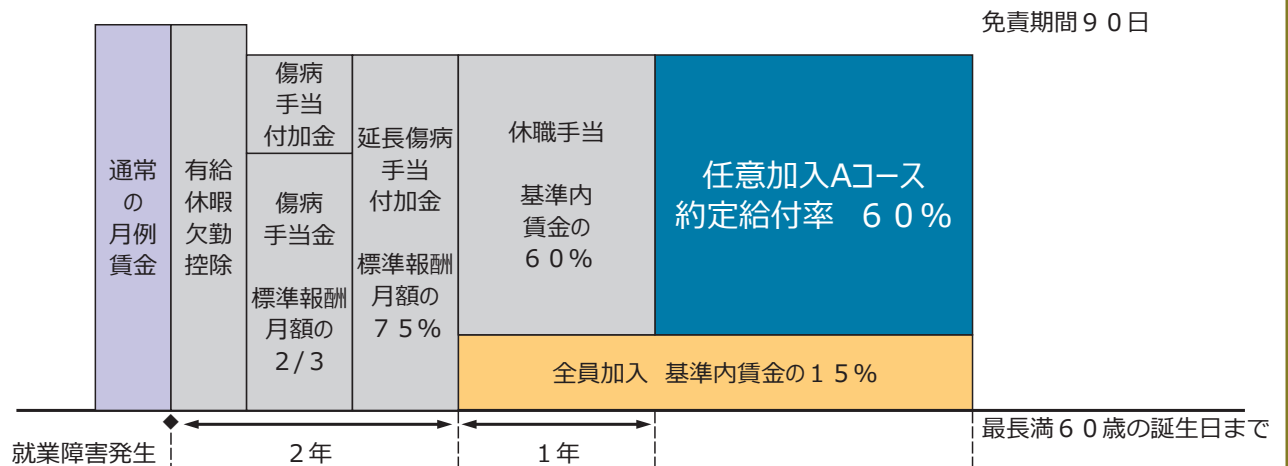 免責期間９０日
通常
の
月例
賃金
有給
休暇
欠勤
控除
傷病
手当
付加金
傷病
手当金
標準報酬
月額の
２/３
延長傷病
手当
付加金
標準報酬
月額の
７５％
休職手当
基準内
賃金の
６０％
任意加入Aコース
約定給付率　６０％
全員加入　基準内賃金の１５％
就業障害発生
２年
１年
最長満６０歳の誕生日まで